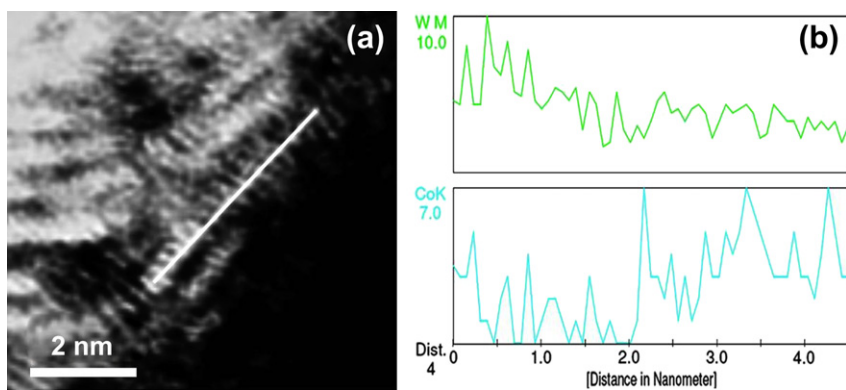 (a)
2 nm
(b)
W M
10.0
CoK
7.0
Dist.
4
0 1.0 2.0 3.0 4.0
[Distance in Nanometer]